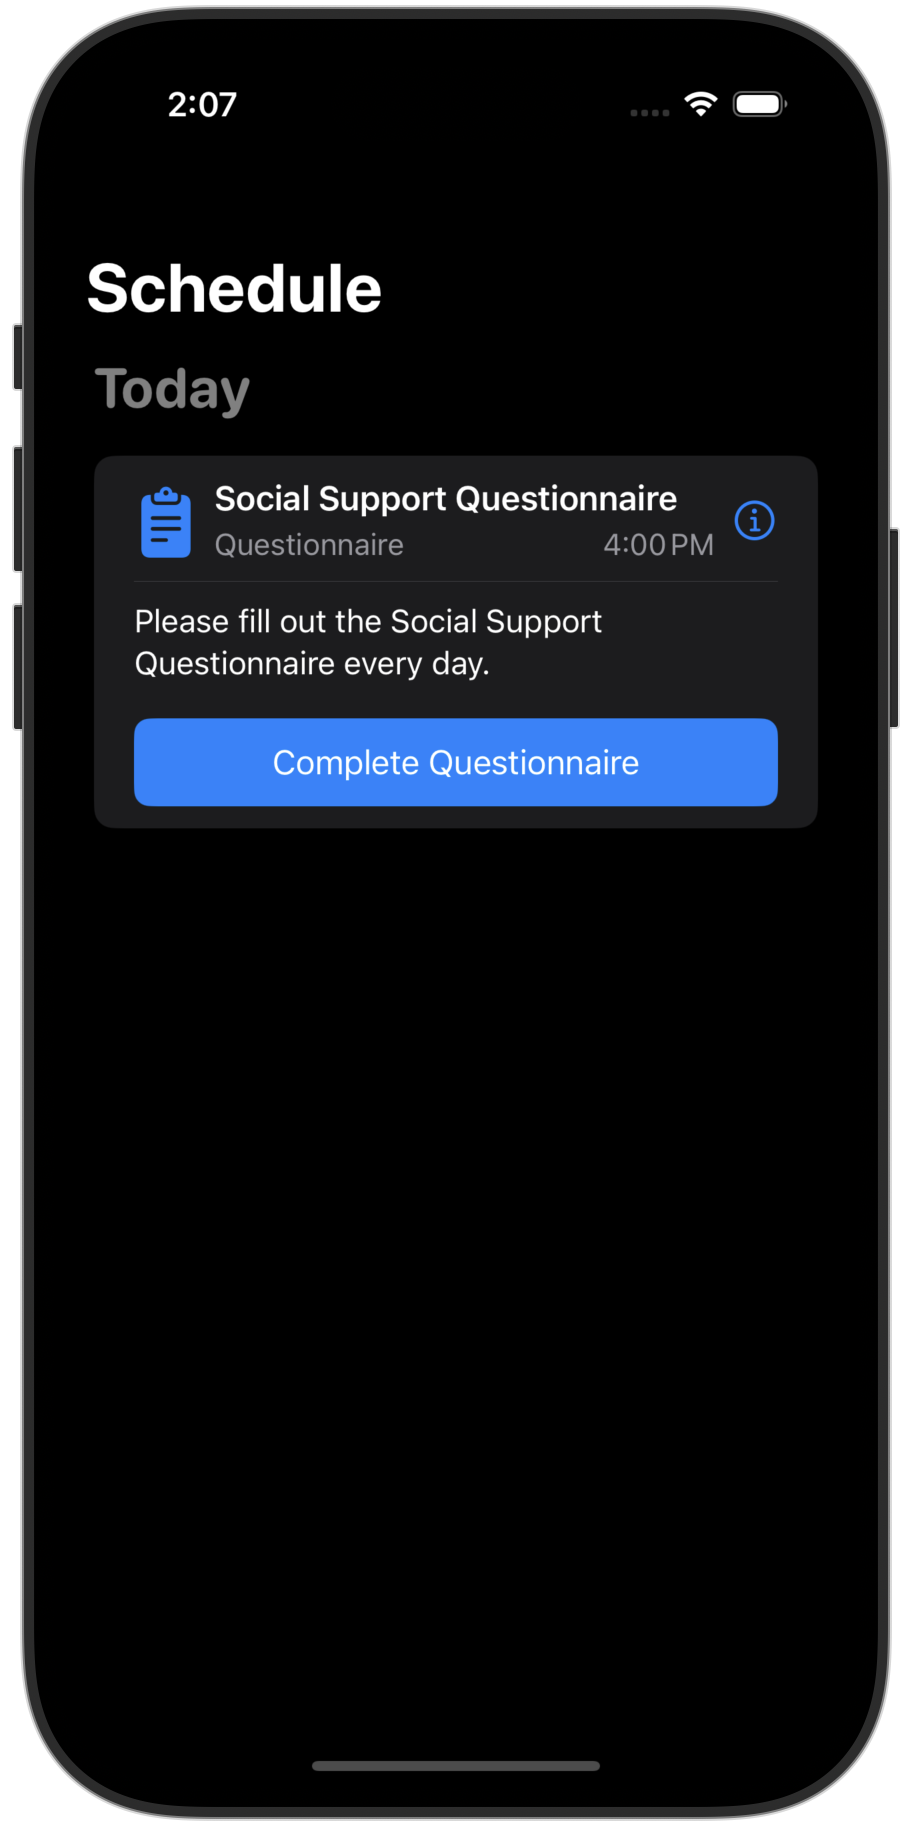 2:07
Schedule
Today
Social Support Questionnaire
Questionnaire 4:00 PM
Please fill out the Social Support
Questionnaire every day.
Complete Questionnaire